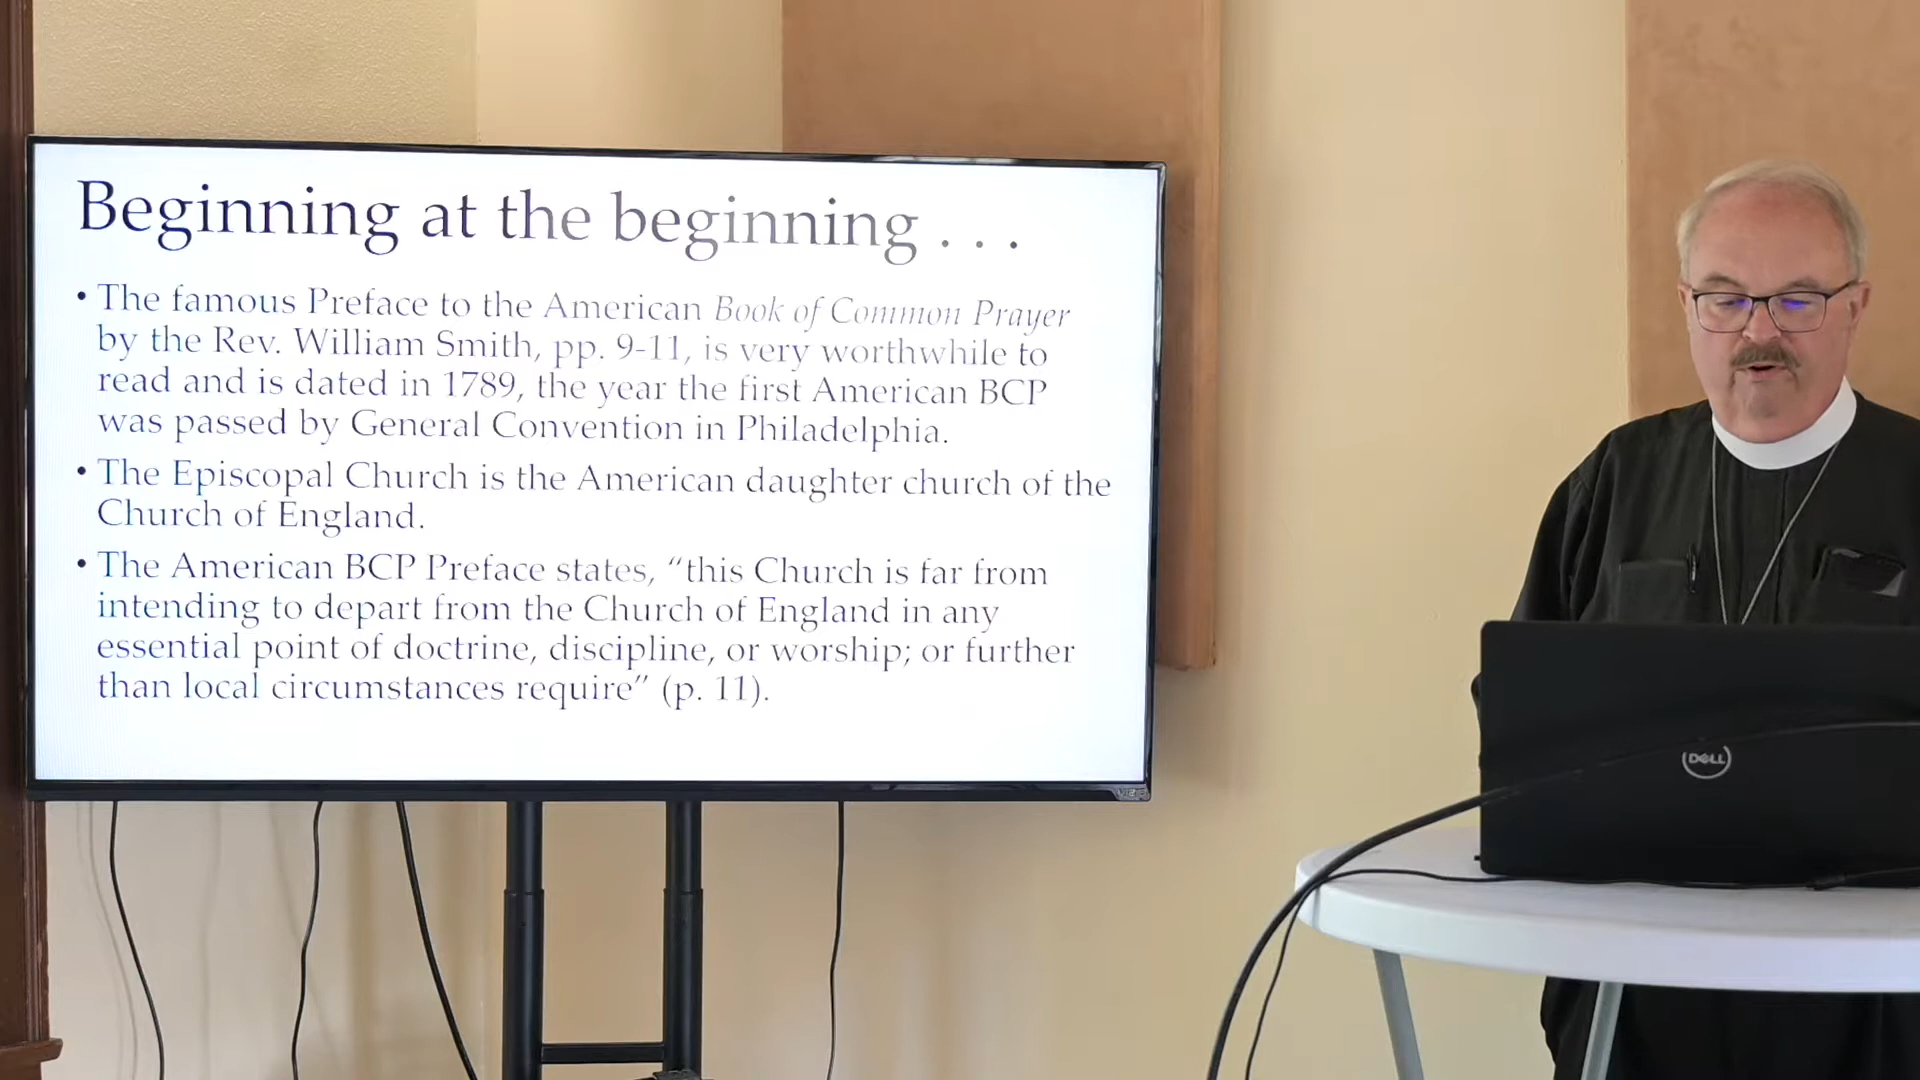 Beginning at the beginning . . .
• The famous Preface to the American Book of Common Prayer
by the Rev. William Smith, pp. 9-11, is very worthwhile to
read and is dated in 1789, the year the first American BCP
was passed by General Convention in Philadelphia.
• The Episcopal Church is the American daughter church of the
Church of England.
• The American BCP Preface states, “this Church is far from
intending to depart from the Church of England in any
essential point of doctrine, discipline, or worship; or further
than local circumstances require” (p. 11).
VIZIO
DELL